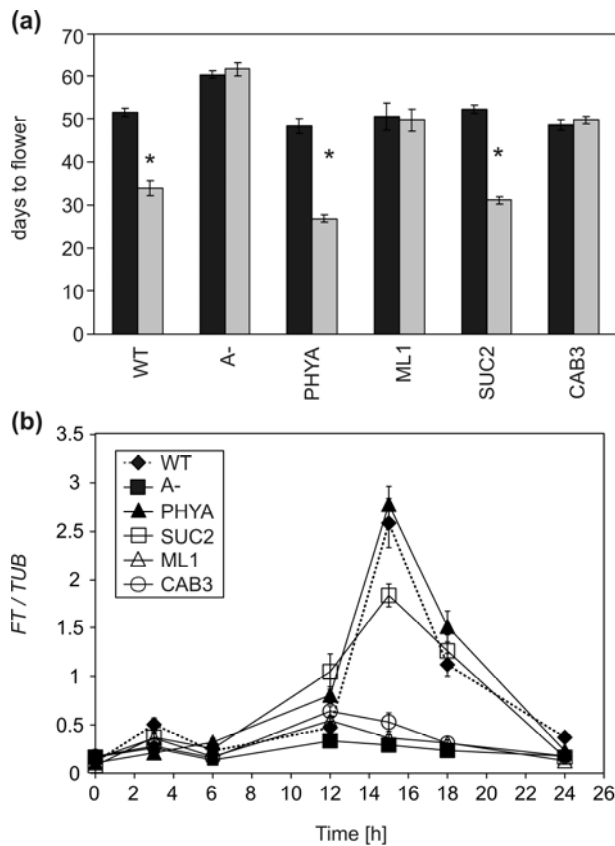 (a)
days to flower
70
60
50
40
30
20
10
0
*
*
*
WT
A-
PHYA
ML1
SUC2
CAB3
(b)
FT / TUB
3.5
3
2.5
2
1.5
1
0.5
0
WT
A-
PHYA
SUC2
ML1
CAB3
0 2 4 6 8 10 12 14 16 18 20 22 24 26
Time [h]